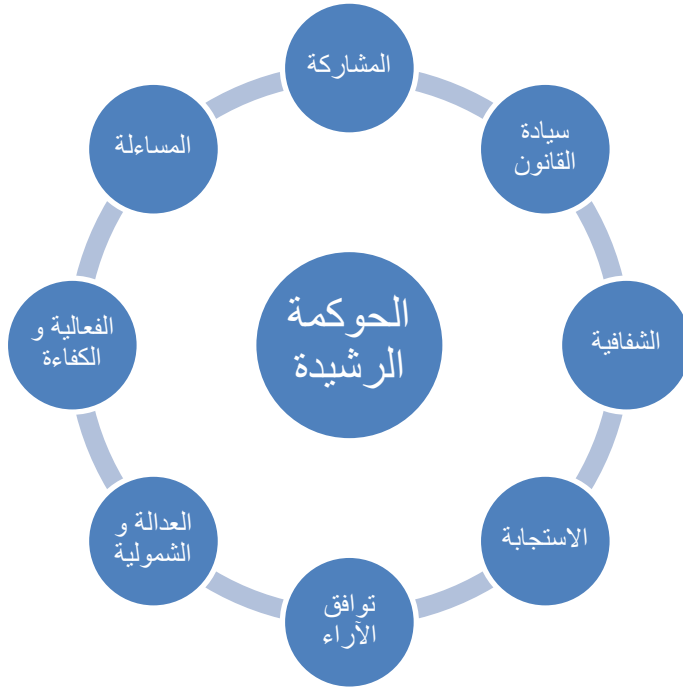 المشاركة
سيادة
القانون
الشفافية
الاستجابة
توافق
الآراء
العدالة و
الشمولية
الفعالية و
الكفاءة
المساءلة
الحوكمة
الرشيدة